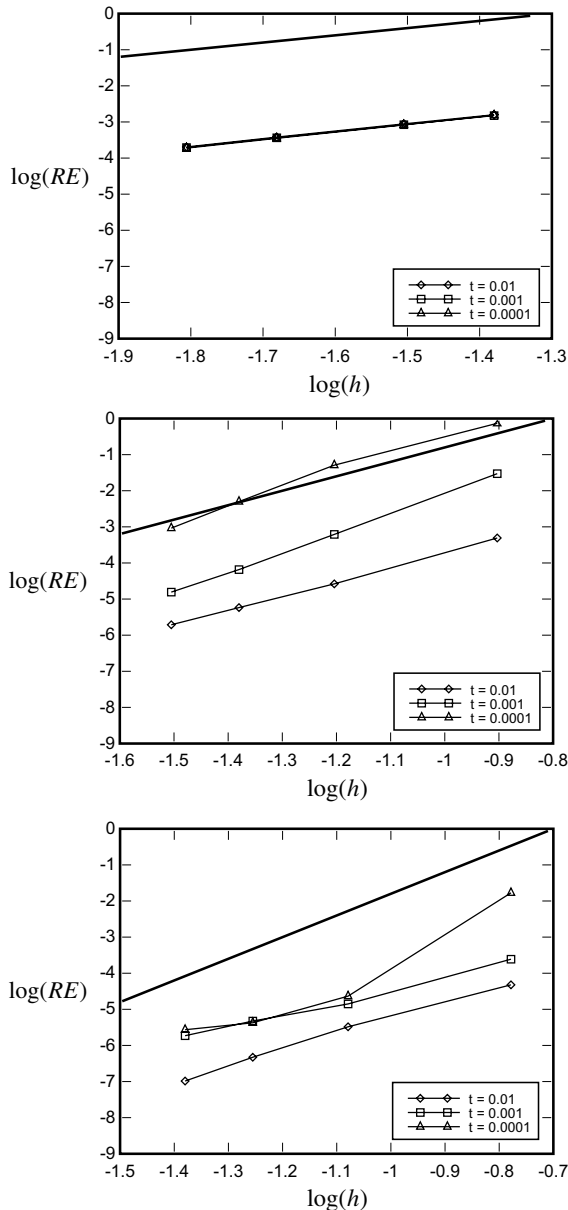 0
-1
-2
-3
-4
log(RE)
-5
-6
-7
-8
-9
t = 0.01
t = 0.001
t = 0.0001
-1.9 -1.8 -1.7 -1.6 -1.5 -1.4 -1.3
log(h)
0
-1
-2
-3
-4
log(RE)
-5
-6
-7
-8
-9
t = 0.01
t = 0.001
t = 0.0001
-1.6 -1.5 -1.4 -1.3 -1.2 -1.1 -1 -0.9 -0.8
log(h)
0
-1
-2
-3
-4
log(RE)
-5
-6
-7
-8
-9
t = 0.01
t = 0.001
t = 0.0001
-1.5 -1.4 -1.3 -1.2 -1.1 -1 -0.9 -0.8 -0.7
log(h)